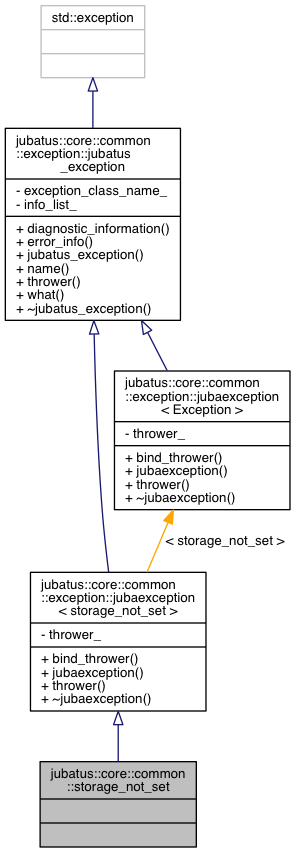 std::exception
jubatus::core::common
::exception::jubatus
_exception
- exception_class_name_
- info_list_
+ diagnostic_information()
+ error_info()
+ jubatus_exception()
+ name()
+ thrower()
+ what()
+ ~jubatus_exception()
jubatus::core::common
::exception::jubaexception
< Exception >
- thrower_
+ bind_thrower()
+ jubaexception()
+ thrower()
+ ~jubaexception()
< storage_not_set >
jubatus::core::common
::exception::jubaexception
< storage_not_set >
- thrower_
+ bind_thrower()
+ jubaexception()
+ thrower()
+ ~jubaexception()
jubatus::core::common
::storage_not_set